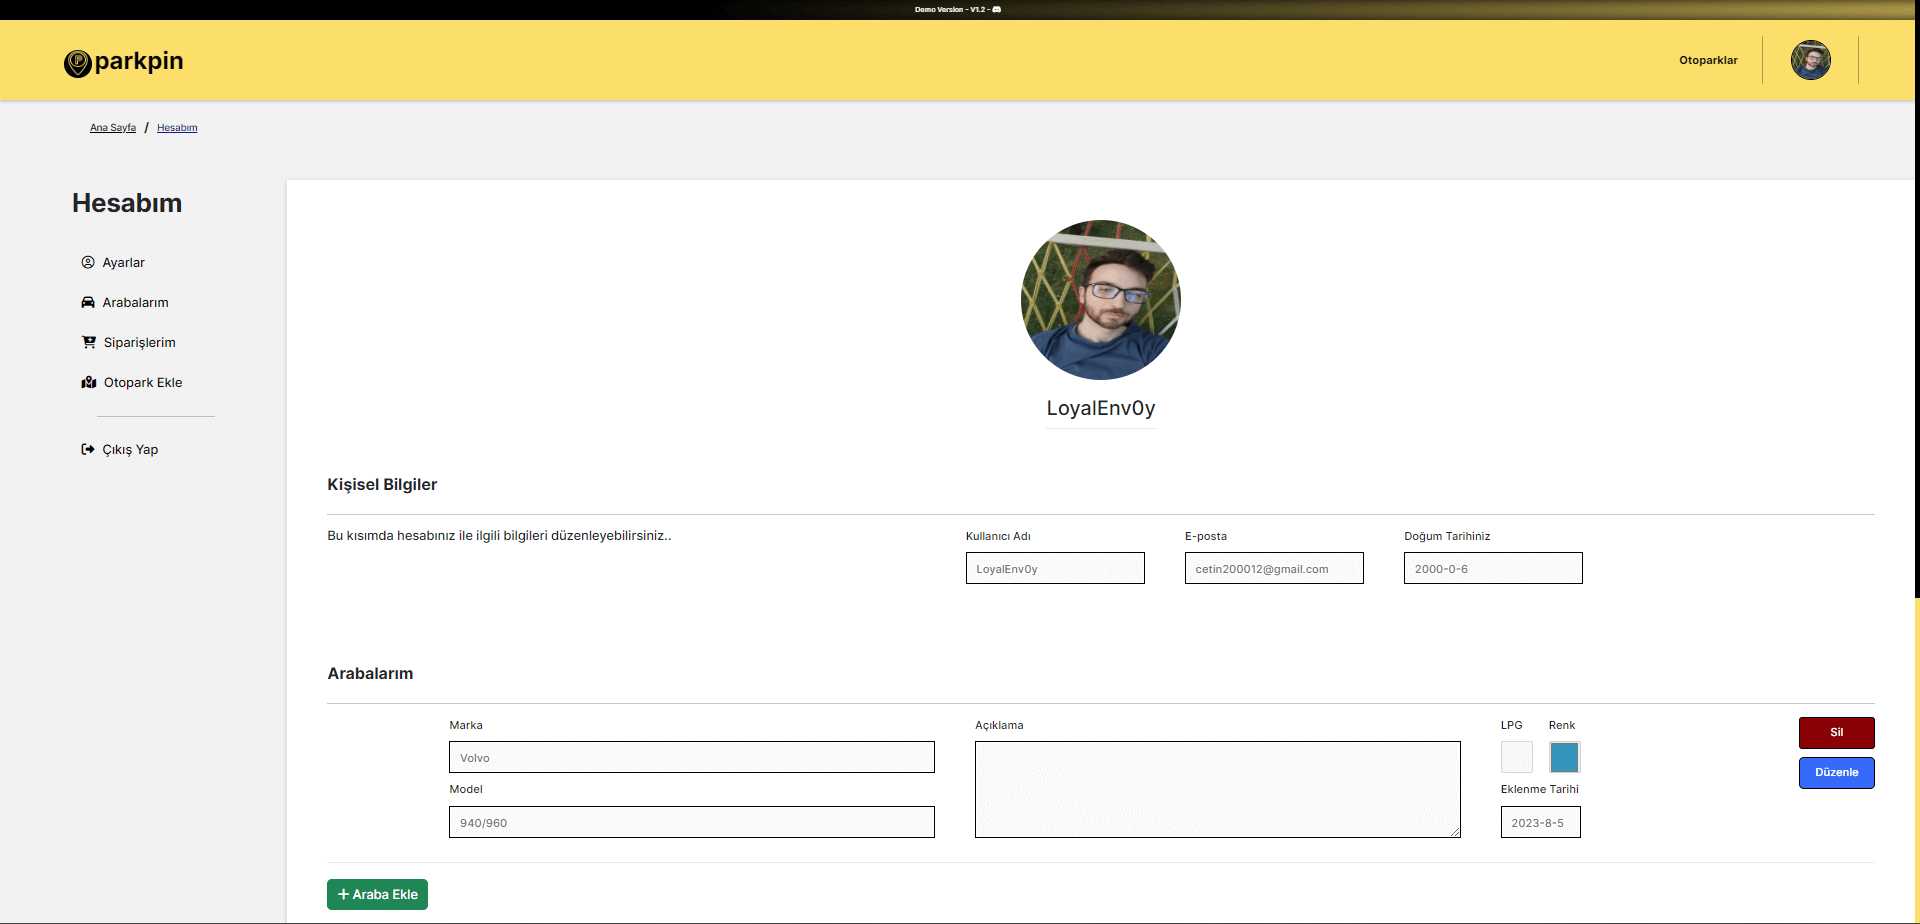 Demo Version - V1.2 -
parkpin
Otoparklar
Ana Sayfa / Hesabım
Hesabım
Ayarlar
Arabalarım
Siparişlerim
Otopark Ekle
Çıkış Yap
LoyalEnv0y
Kişisel Bilgiler
Bu kısımda hesabınız ile ilgili bilgileri düzenleyebilirsiniz..
Kullanıcı Adı
LoyalEnv0y
E-posta
cetin200012@gmail.com
Doğum Tarihiniz
2000-0-6
Arabalarım
Marka
Volvo
Model
940/960
Açıklama
LPG
Renk
Eklenme Tarihi
2023-8-5
Sil
Düzenle
+ Araba Ekle